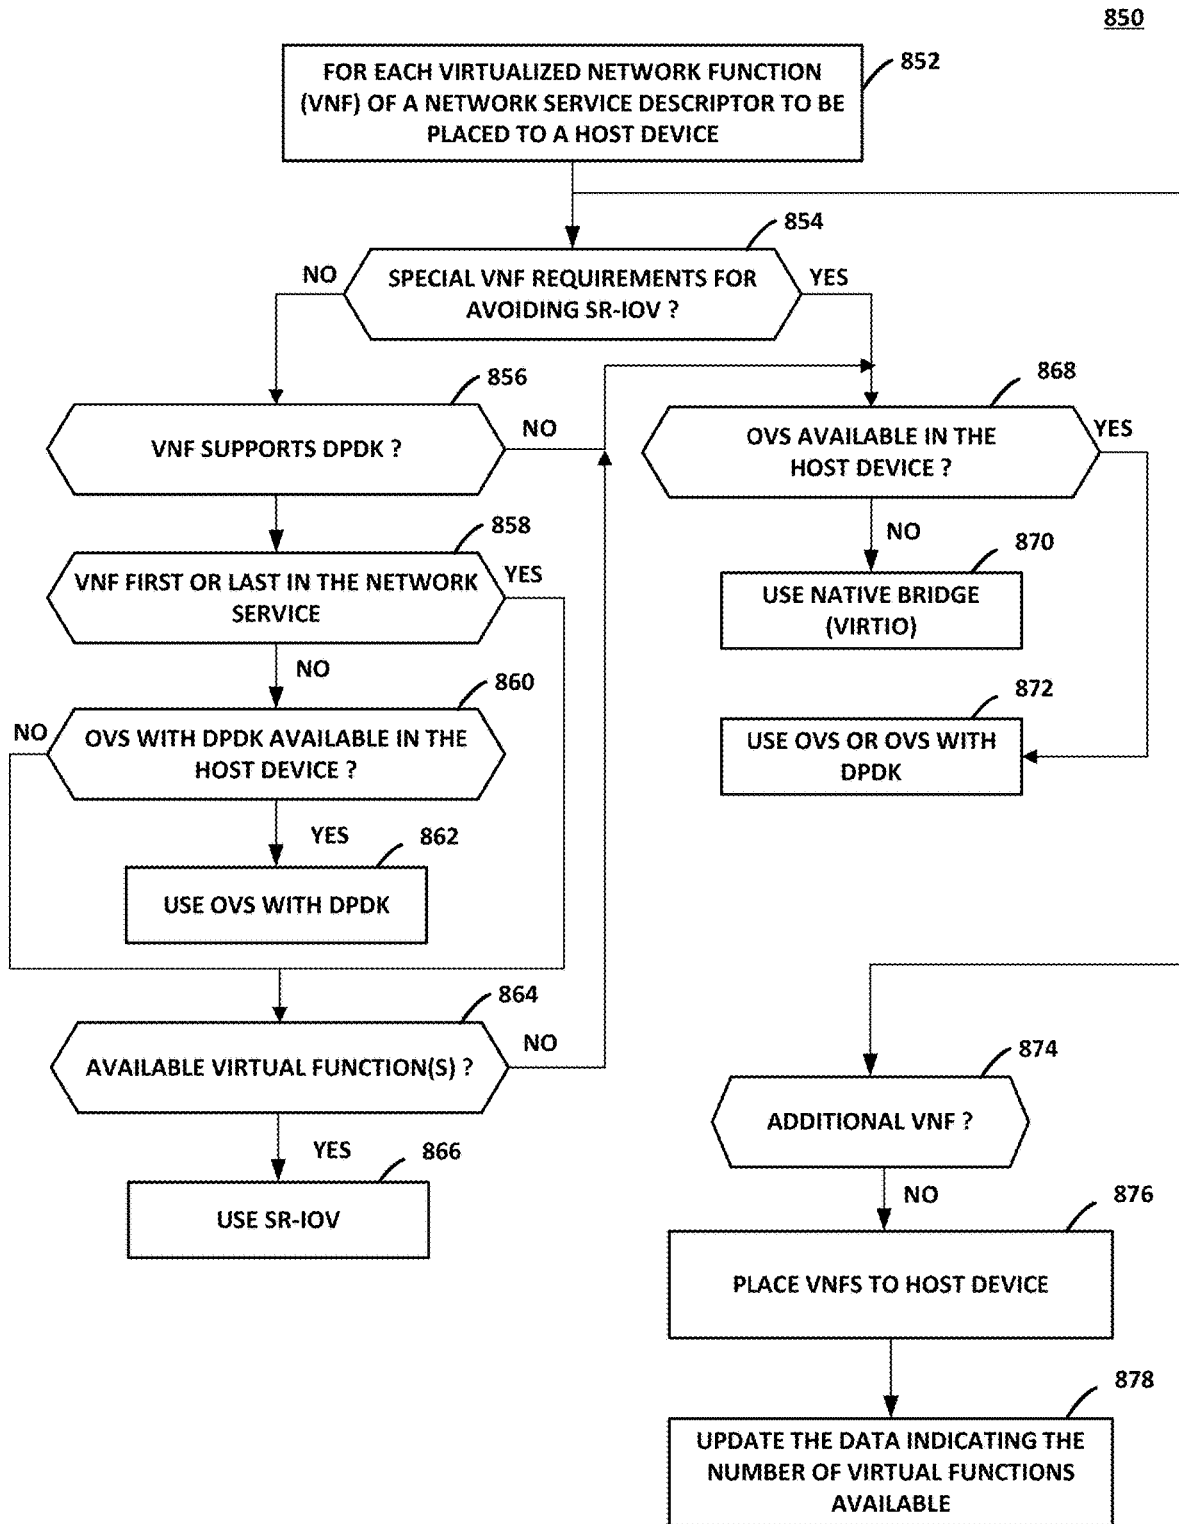 850
852
FOR EACH VIRTUALIZED NETWORK FUNCTION
(VNF) OF A NETWORK SERVICE DESCRIPTOR TO BE
PLACED TO A HOST DEVICE
854
NO
SPECIAL VNF REQUIREMENTS FOR
AVOIDING SR-IOV ?
YES
856
VNF SUPPORTS DPDK ?
NO
868
OVS AVAILABLE IN THE
HOST DEVICE ?
YES
858
VNF FIRST OR LAST IN THE NETWORK
SERVICE
YES
NO
870
USE NATIVE BRIDGE
(VIRTIO)
NO
860
NO
OVS WITH DPDK AVAILABLE IN THE
HOST DEVICE ?
872
USE OVS OR OVS WITH
DPDK
YES
862
USE OVS WITH DPDK
864
AVAILABLE VIRTUAL FUNCTION(S) ?
NO
874
ADDITIONAL VNF ?
YES
866
USE SR-IOV
NO
876
PLACE VNFS TO HOST DEVICE
878
UPDATE THE DATA INDICATING THE
NUMBER OF VIRTUAL FUNCTIONS
AVAILABLE